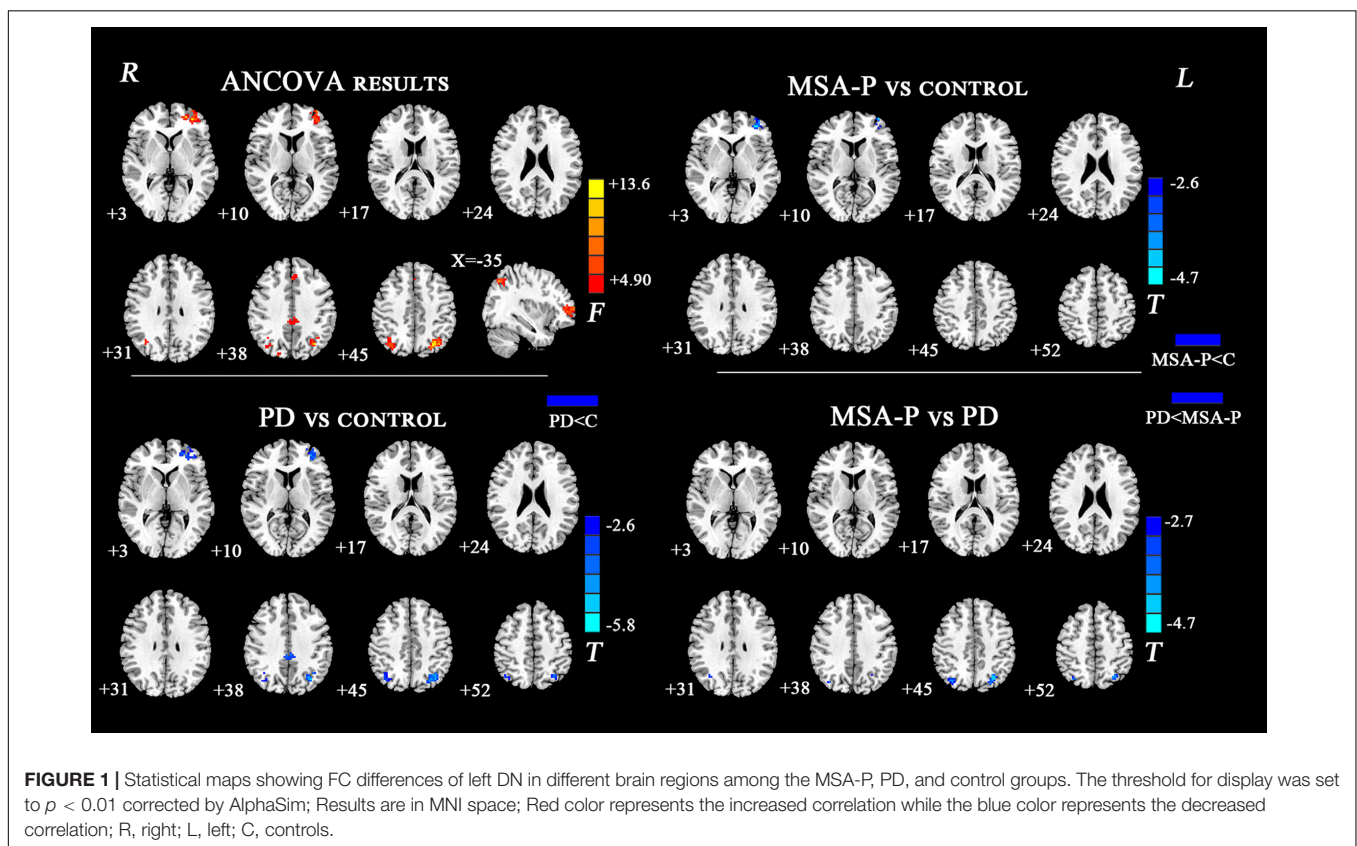 R
ANCOVA RESULTS
+3 +10 +17 +24
+13.6
+4.90
F
X=-35
+31 +38 +45
MSA-P VS CONTROL
L
+3 +10 +17 +24
-2.6
-4.7
T
+31 +38 +45 +52
MSA-P<C
PD VS CONTROL
PD<C
+3 +10 +17 +24
-2.6
-5.8
T
+31 +38 +45 +52
MSA-P VS PD
PD<MSA-P
+3 +10 +17 +24
-2.7
-4.7
T
+31 +38 +45 +52
FIGURE 1 | Statistical maps showing FC differences of left DN in different brain regions among the MSA-P, PD, and control groups. The threshold for display was set
to p < 0.01 corrected by AlphaSim; Results are in MNI space; Red color represents the increased correlation while the blue color represents the decreased
correlation; R, right; L, left; C, controls.